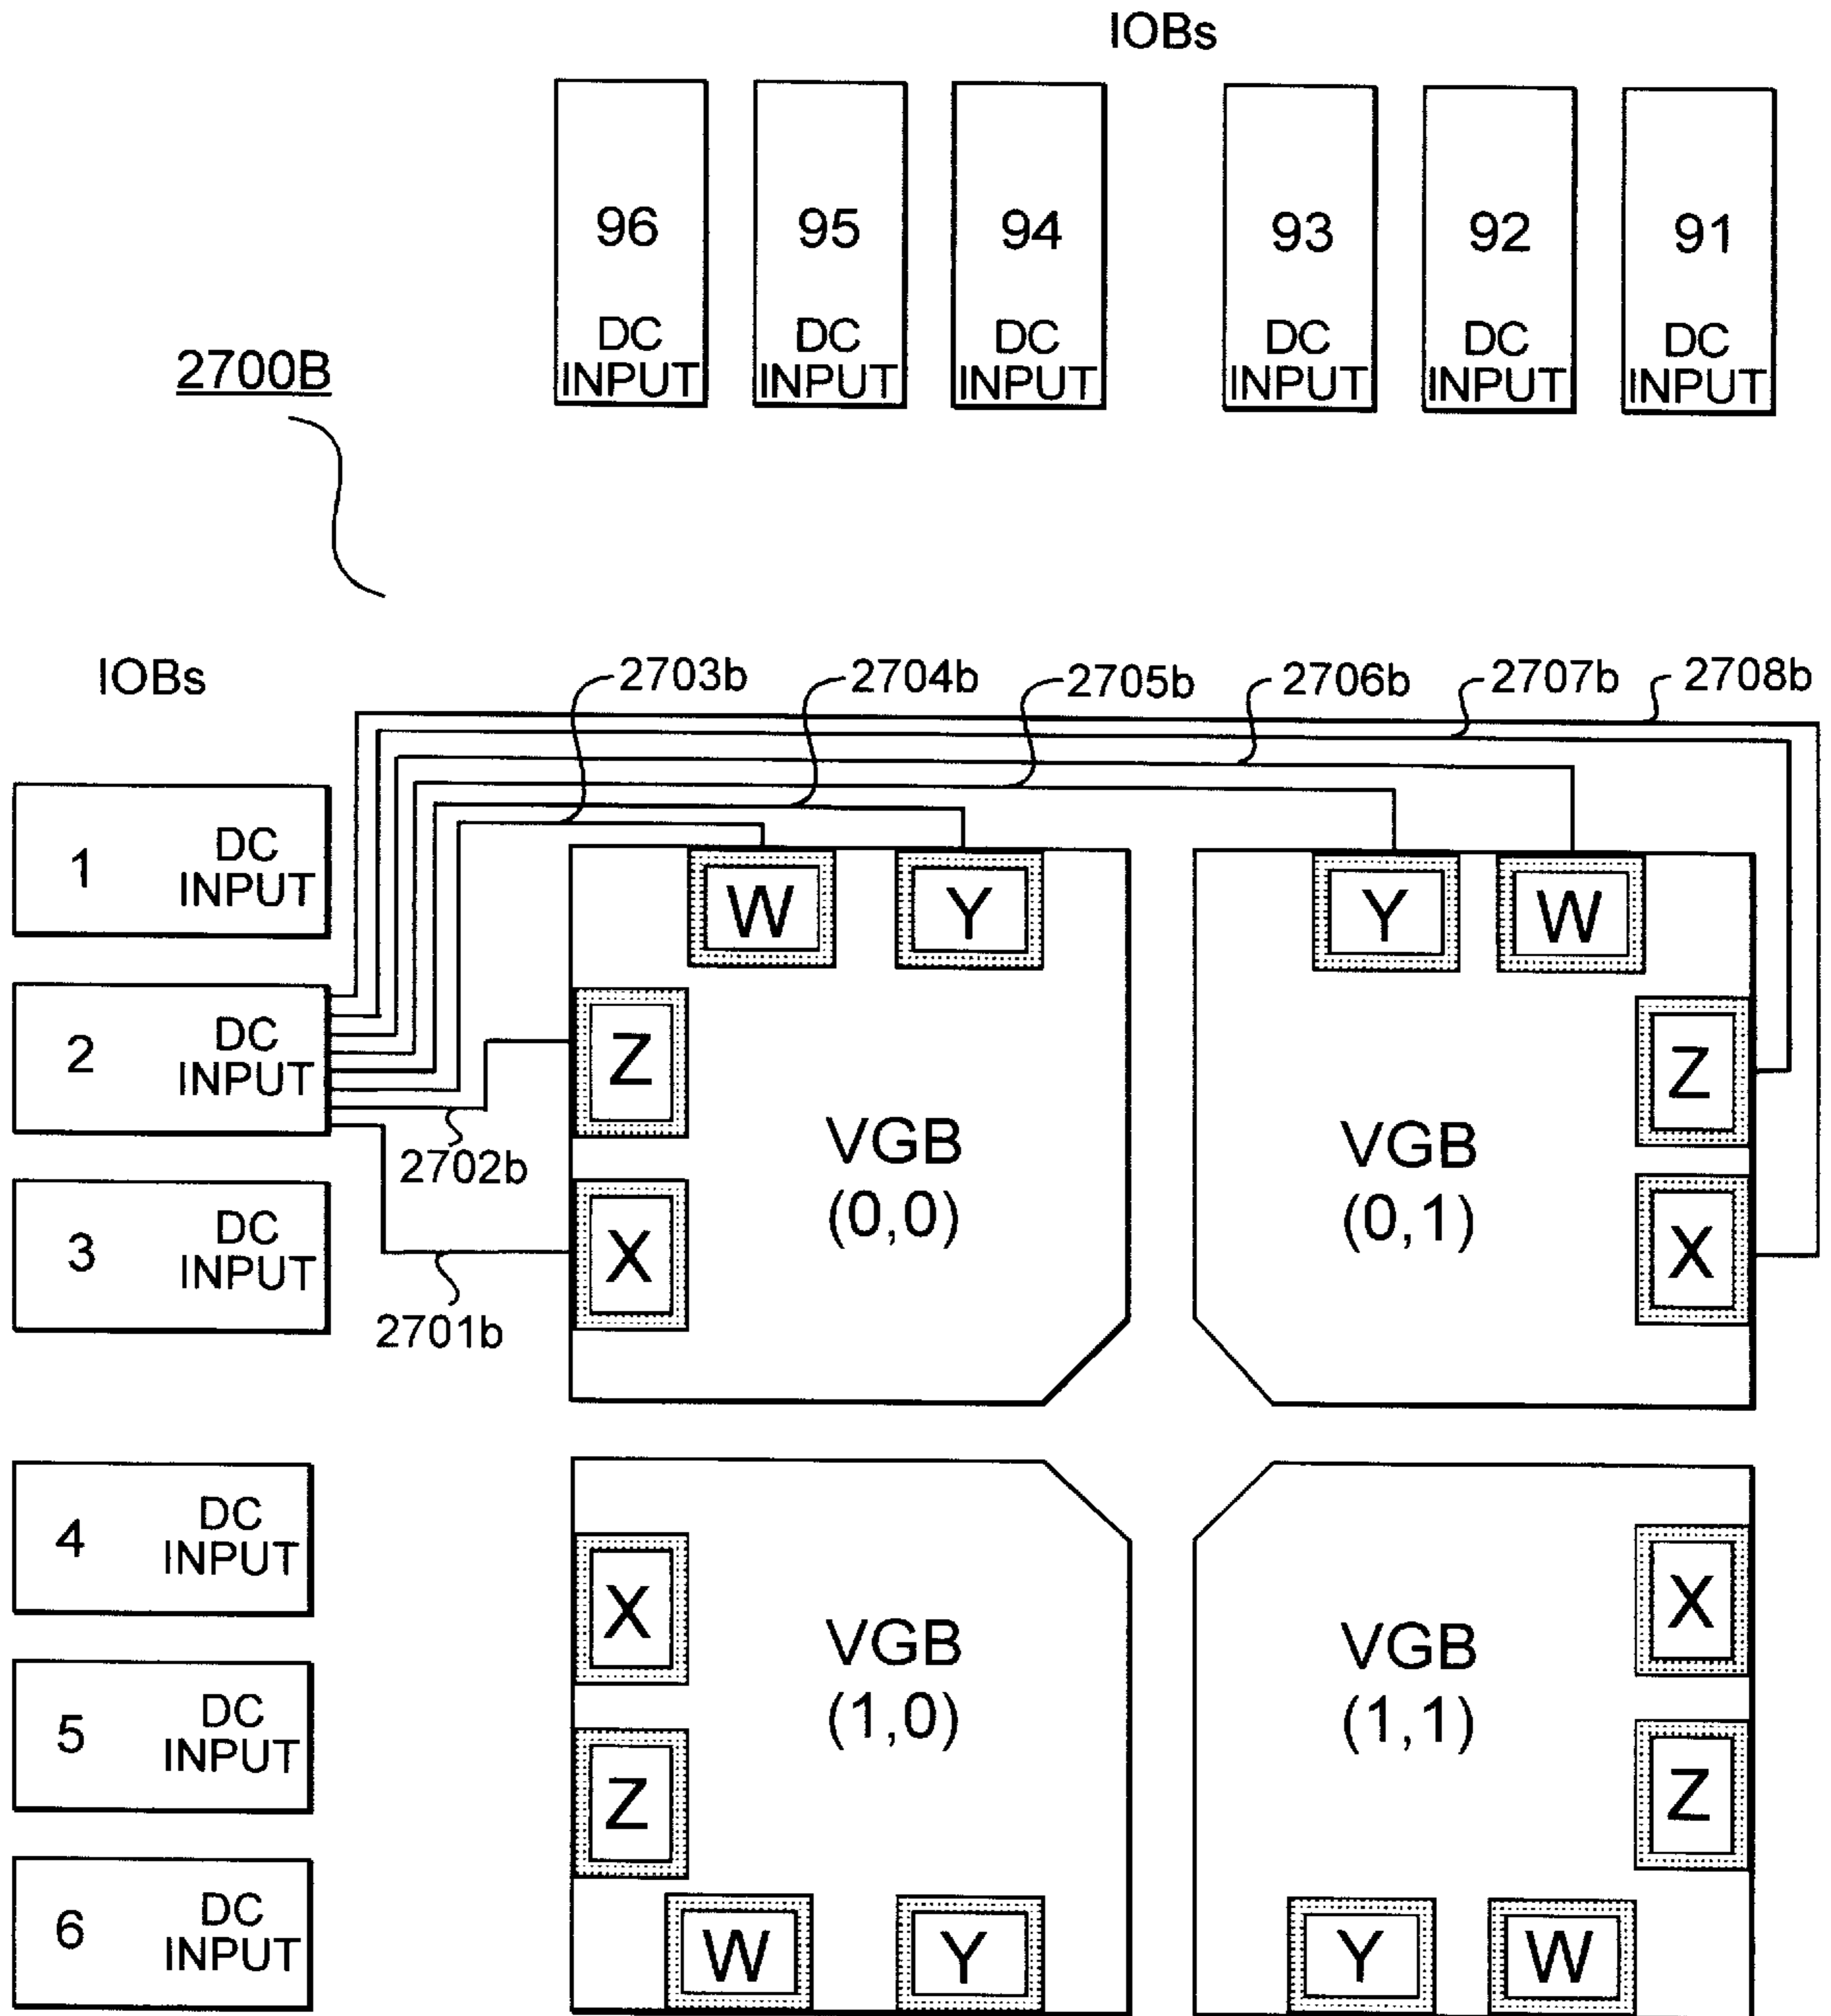 IOBs
96 95 94 93 92 91
DC DC DC DC DC DC
INPUT INPUT INPUT INPUT INPUT INPUT
2700B
IOBs
2703b 2704b 2705b 2706b 2707b 2708b
1 DC
INPUT
W Y Y W
2 DC
INPUT
Z Z
2702b
VGB
(0,0)
VGB
(0,1)
3 DC
INPUT
X X
2701b
4 DC
INPUT
X X
VGB
(1,0)
VGB
(1,1)
5 DC
INPUT
Z Z
6 DC
INPUT
W Y Y W